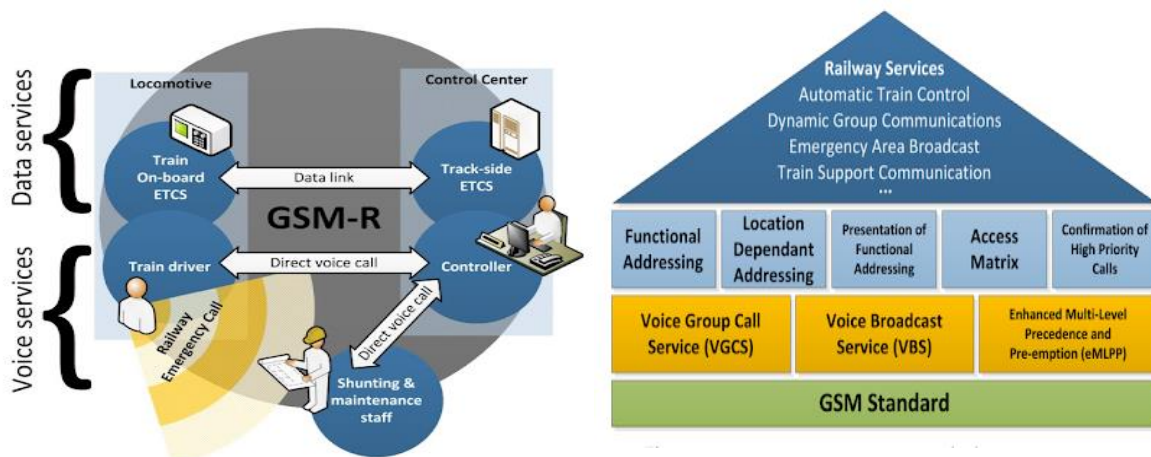 Data services
Voice services
Locomotive
Control Center
Train
On-board
ETCS
Data link
Track-side
ETCS
GSM-R
Train driver
Direct voice call
Controller
Railway
Emergency Call
Direct voice call
Shunting &
maintenance
staff
Railway Services
Automatic Train Control
Dynamic Group Communications
Emergency Area Broadcast
Train Support Communication
...
Functional
Addressing
Location
Dependant
Addressing
Presentation of
Functional
Addressing
Access
Matrix
Confirmation of
High Priority
Calls
Voice Group Call
Service (VGCS)
Voice Broadcast
Service (VBS)
Enhanced Multi-Level
Precedence and
Pre-emption (eMLPP)
GSM Standard